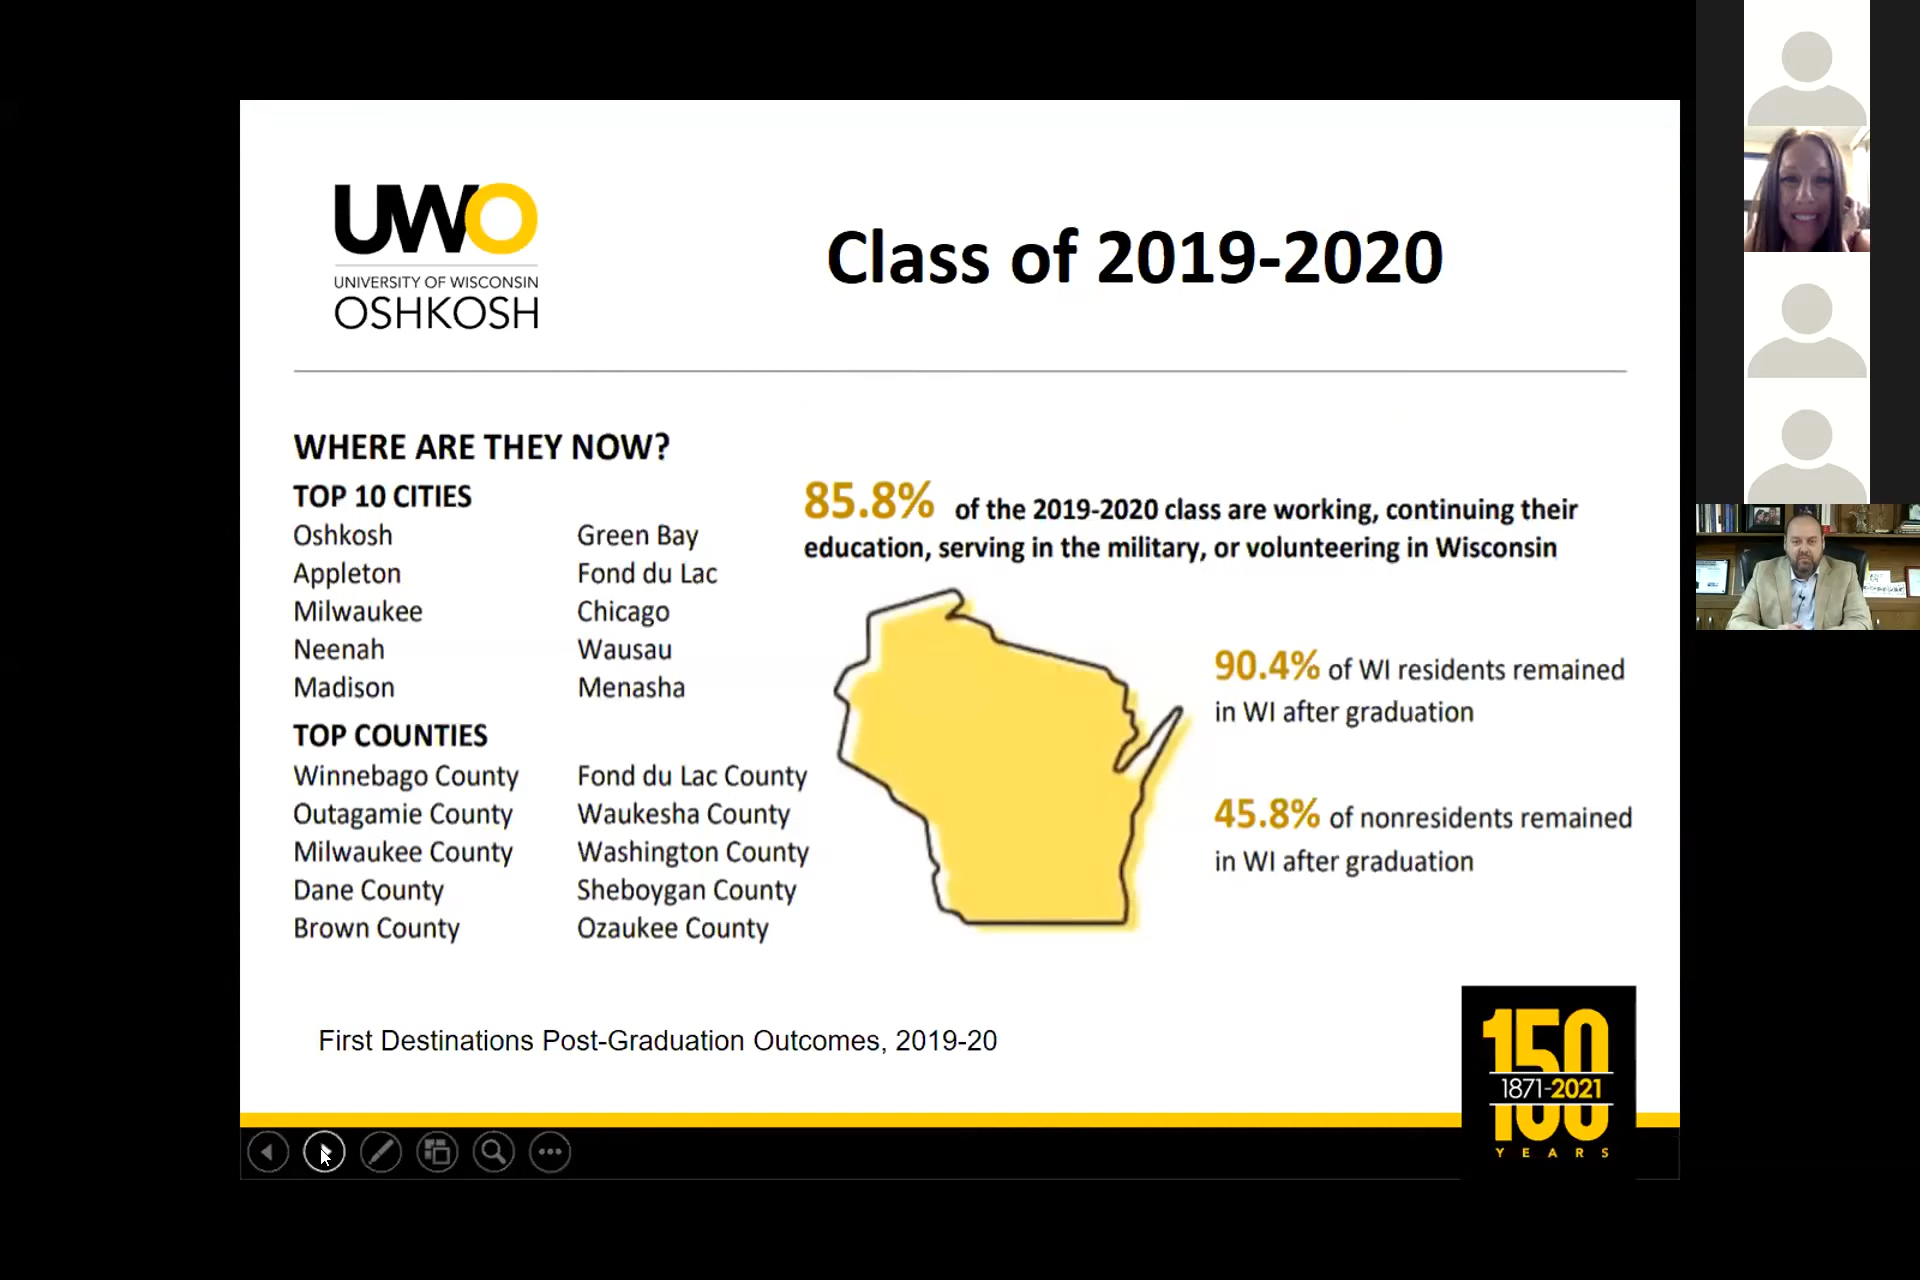 UWO
UNIVERSITY OF WISCONSIN
OSHKOSH
Class of 2019-2020
WHERE ARE THEY NOW?
TOP 10 CITIES
Oshkosh
Appleton
Milwaukee
Neenah
Madison
Green Bay
Fond du Lac
Chicago
Wausau
Menasha
TOP COUNTIES
Winnebago County
Outagamie County
Milwaukee County
Dane County
Brown County
Fond du Lac County
Waukesha County
Washington County
Sheboygan County
Ozaukee County
85.8% of the 2019-2020 class are working, continuing their
education, serving in the military, or volunteering in Wisconsin
90.4% of WI residents remained
in WI after graduation
45.8% of nonresidents remained
in WI after graduation
First Destinations Post-Graduation Outcomes, 2019-20
150
1871-2021
YEARS